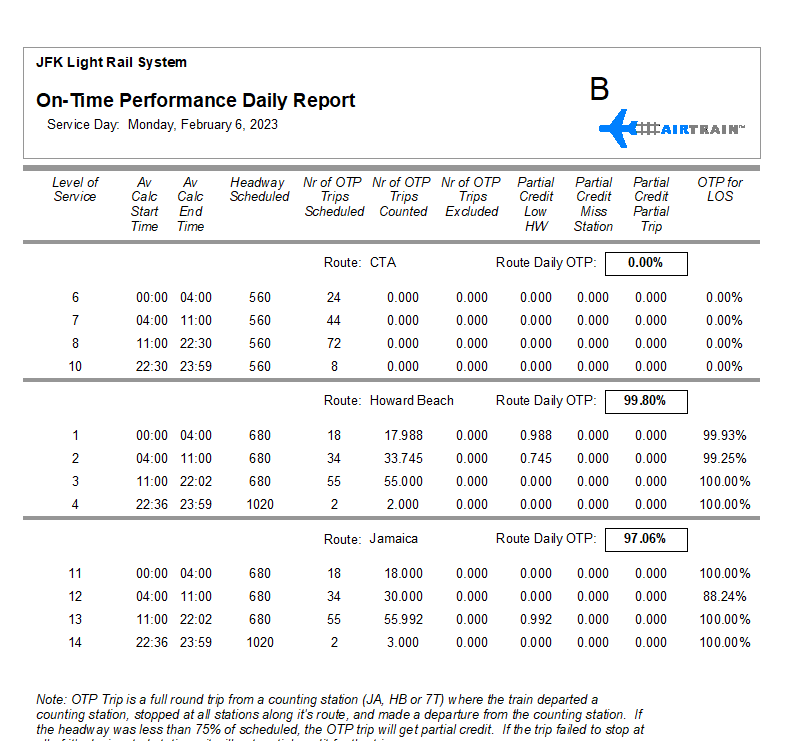 JFK Light Rail System
On-Time Performance Daily Report
B
Service Day: Monday, February 6, 2023
AIRTRAIN™
Level of Service Av Calc Start Time Av Calc End Time Headway Scheduled Nr of OTP Trips Scheduled Nr of OTP Trips Counted Nr of OTP Trips Excluded Partial Credit Low HW Partial Credit Miss Station Partial Credit Partial Trip OTP for LOS
Route: CTA Route Daily OTP: 0.00%
6 00:00 04:00 560 24 0.000 0.000 0.000 0.000 0.000 0.00%
7 04:00 11:00 560 44 0.000 0.000 0.000 0.000 0.000 0.00%
8 11:00 22:30 560 72 0.000 0.000 0.000 0.000 0.000 0.00%
10 22:30 23:59 560 8 0.000 0.000 0.000 0.000 0.000 0.00%
Route: Howard Beach Route Daily OTP: 99.80%
1 00:00 04:00 680 18 17.988 0.000 0.988 0.000 0.000 99.93%
2 04:00 11:00 680 34 33.745 0.000 0.745 0.000 0.000 99.25%
3 11:00 22:02 680 55 55.000 0.000 0.000 0.000 0.000 100.00%
4 22:36 23:59 1020 2 2.000 0.000 0.000 0.000 0.000 100.00%
Route: Jamaica Route Daily OTP: 97.06%
11 00:00 04:00 680 18 18.000 0.000 0.000 0.000 0.000 100.00%
12 04:00 11:00 680 34 30.000 0.000 0.000 0.000 0.000 88.24%
13 11:00 22:02 680 55 55.992 0.000 0.992 0.000 0.000 100.00%
14 22:36 23:59 1020 2 3.000 0.000 0.000 0.000 0.000 100.00%
Note: OTP Trip is a full round trip from a counting station (JA, HB or 7T) where the train departed a
counting station, stopped at all stations along it's route, and made a departure from the counting station. If
the headway was less than 75% of scheduled, the OTP trip will get partial credit. If the trip failed to stop at